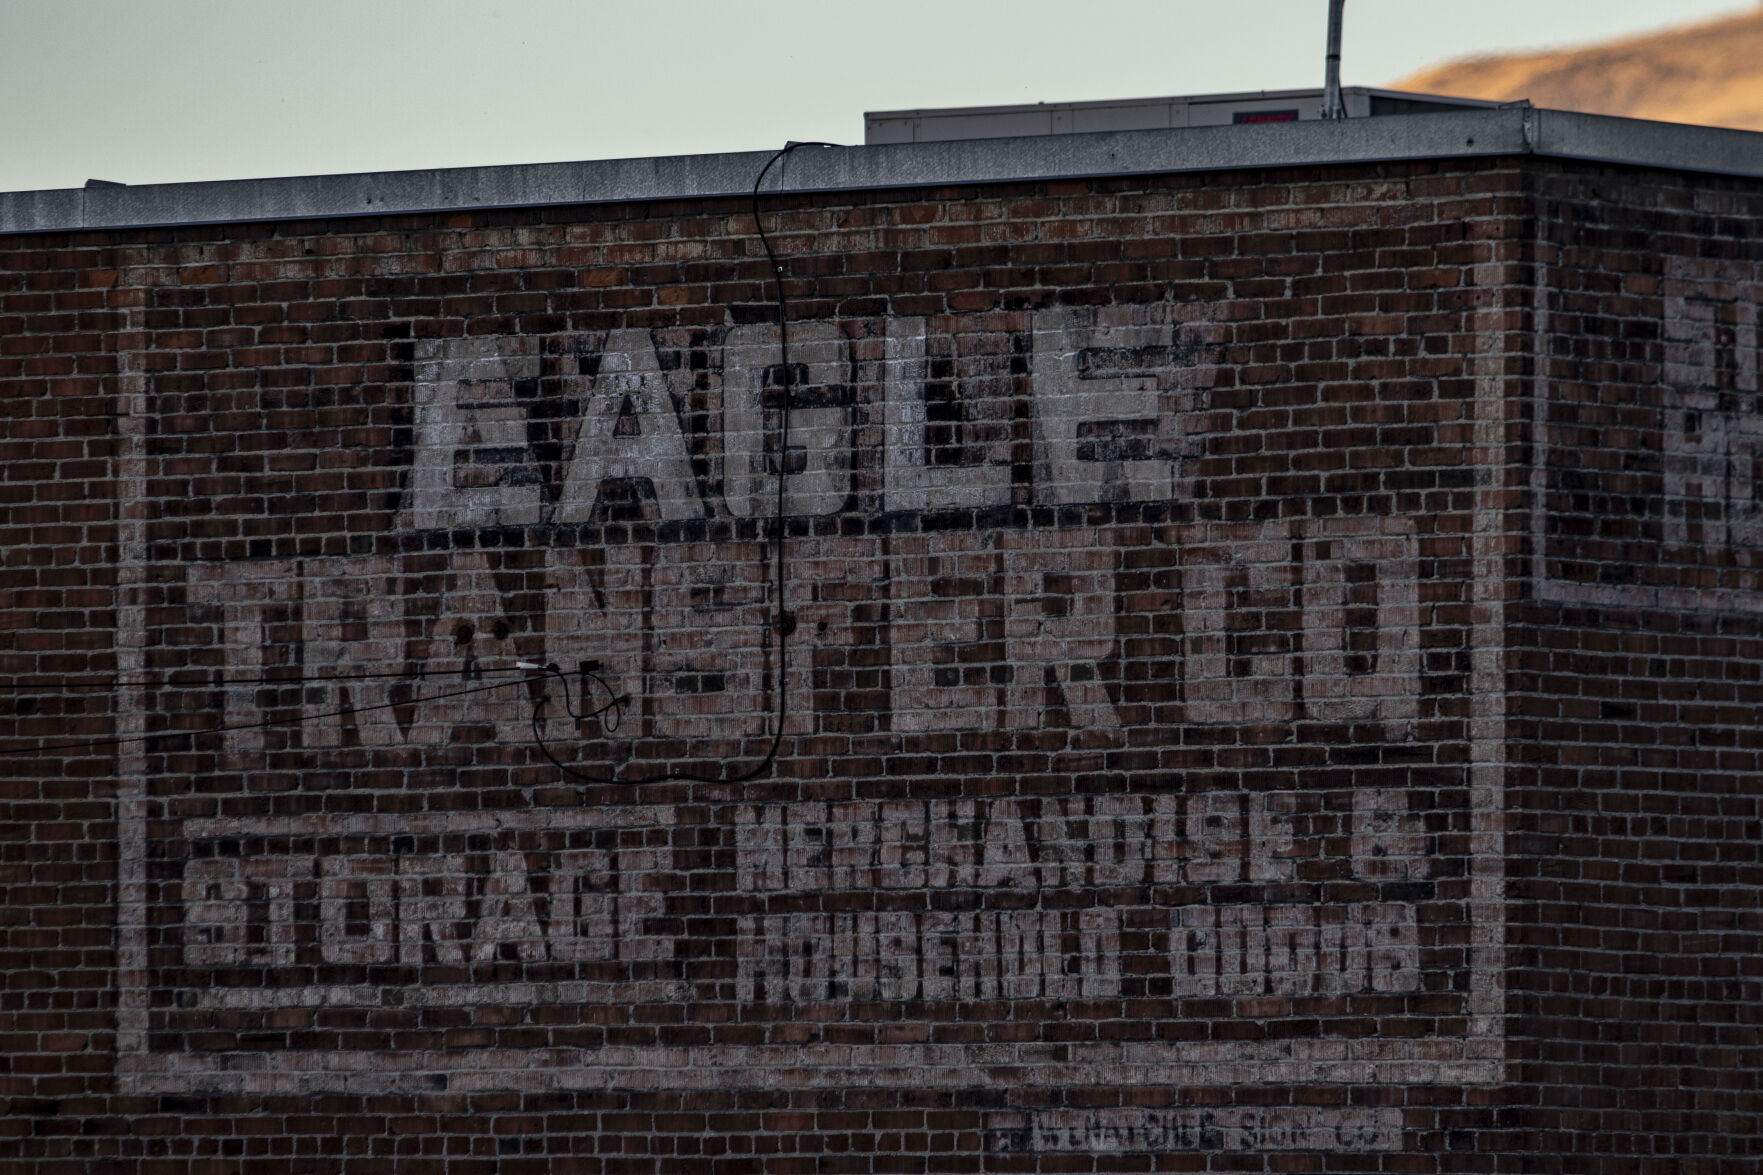 EAGLE
TRANSFER CO
STORAGE
MERCHANDISE &
HOUSEHOLD GOODS
WENATCHEE SIGN CO